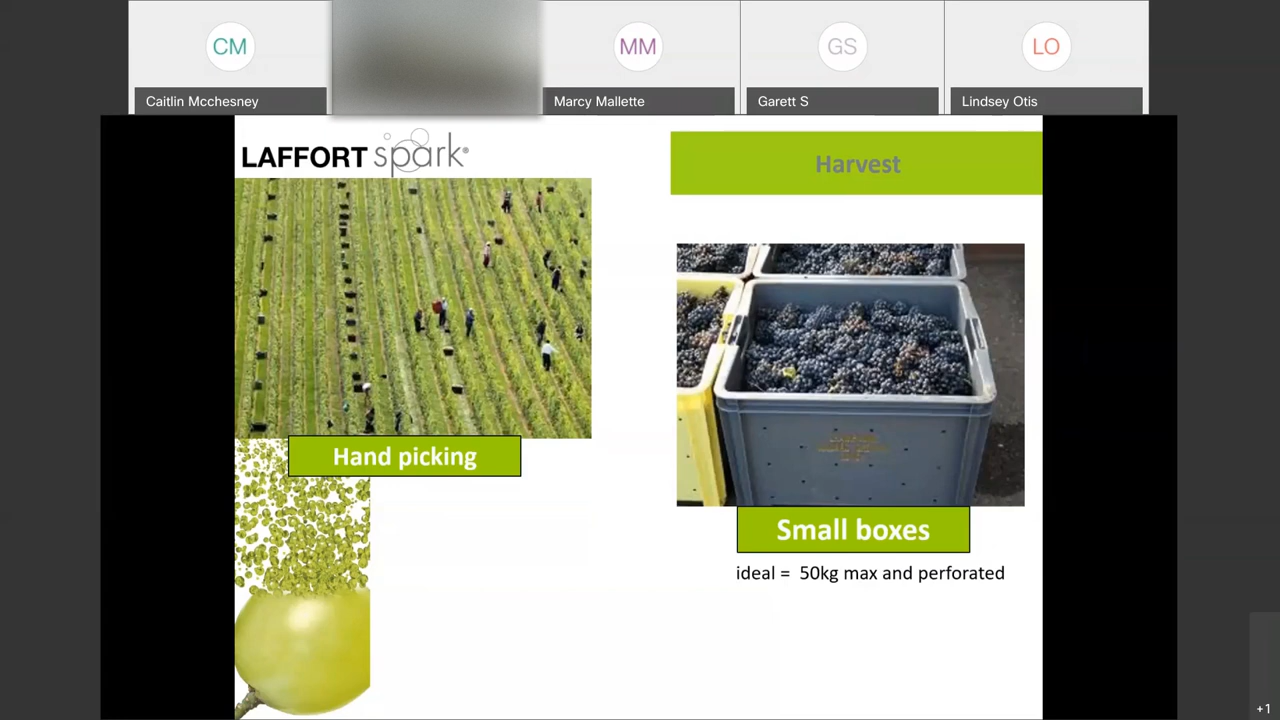 CM
MM
GS
LO
Caitlin Mcchesney
Marcy Mallette
Garett S
Lindsey Otis
LAFFORT spark®
Harvest
Hand picking
Small boxes
ideal = 50kg max and perforated
+1